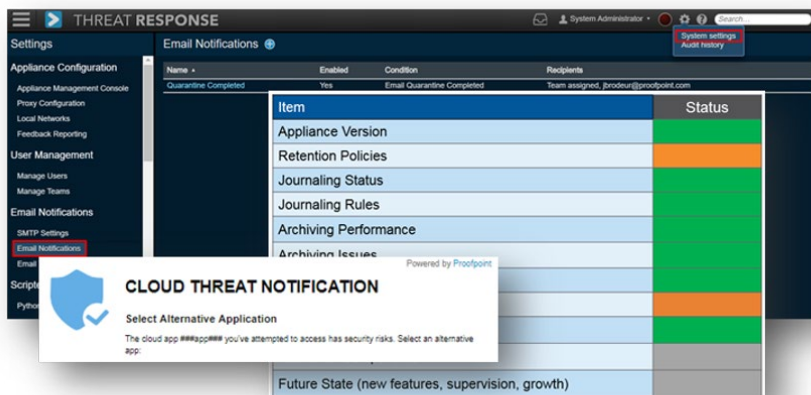 THREAT RESPONSE
System Administrator
Search...
Settings
Email Notifications
System settings
Audit history
Appliance Configuration
Name
Enabled
Condition
Recipients
Appliance Management Console
Quarantine Completed
Yes
Email Quarantine Completed
Team assigned, jbrodeur@proofpoint.com
Proxy Configuration
Local Networks
Feedback Reporting
User Management
Manage Users
Manage Teams
Email Notifications
SMTP Settings
Email Notifications
Email
Scripte
Python
Item
Status
Appliance Version
Retention Policies
Journaling Status
Journaling Rules
Archiving Performance
Archiving Issues
Future State (new features, supervision, growth)
Powered by Proofpoint
CLOUD THREAT NOTIFICATION
Select Alternative Application
The cloud app ###app### you've attempted to access has security risks. Select an alternative
app: